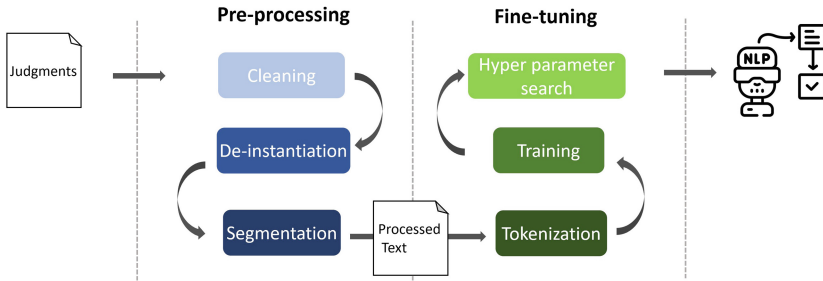 Pre-processing
Fine-tuning
Judgments
Cleaning
De-instantiation
Segmentation
Processed
Text
Tokenization
Training
Hyper parameter
search
NLP